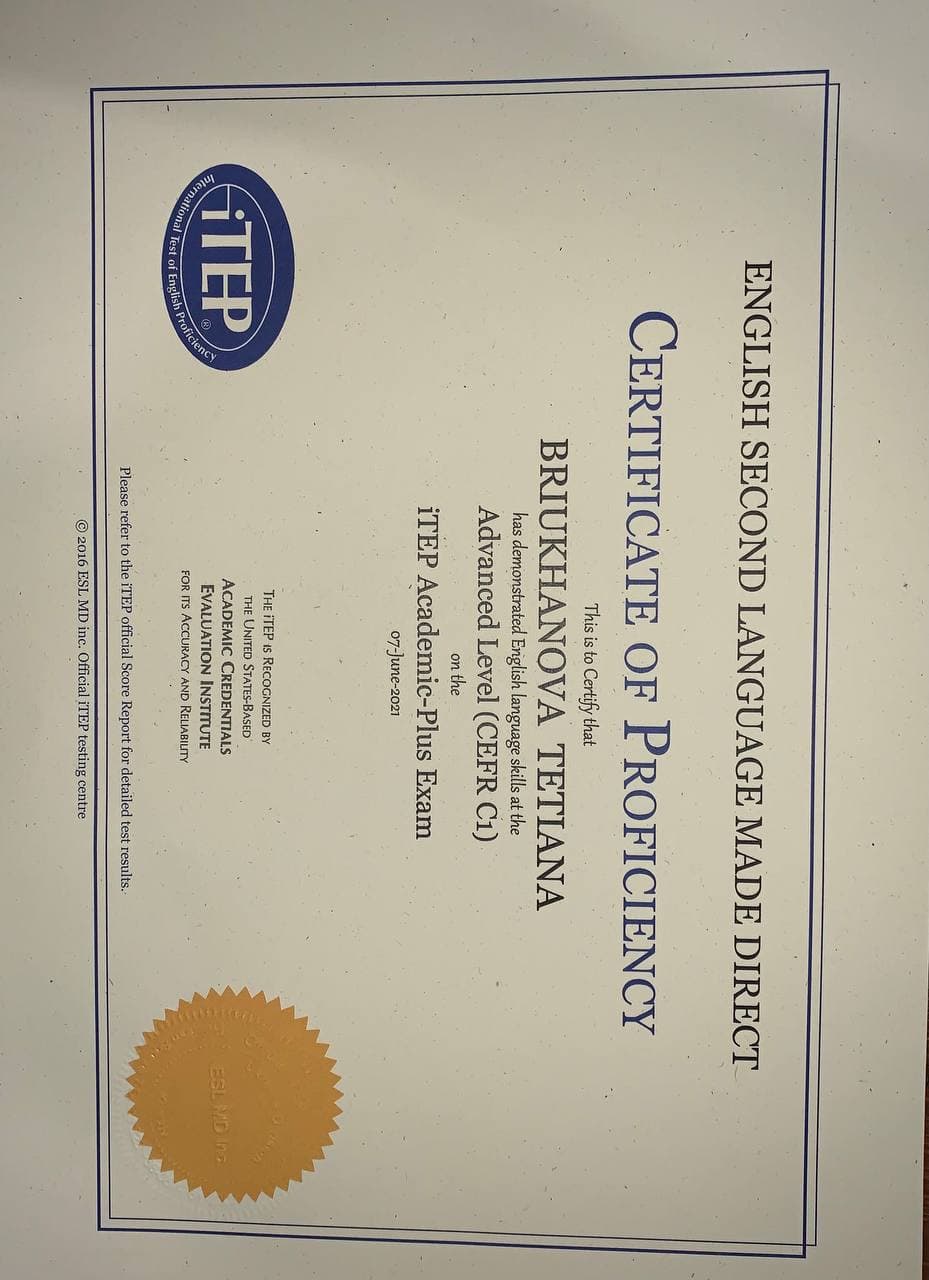 ENGLISH SECOND LANGUAGE MADE DIRECT
CERTIFICATE OF PROFICIENCY
This is to Certify that
BRIUKHANOVA TETIANA
has demonstrated English language skills at the
Advanced Level (CEFR C1)
on the
iTEP Academic-Plus Exam
07-June-2021
iTEP®
International Test of English Proficiency
THE iTEP IS RECOGNIZED BY
THE UNITED STATES-BASED
ACADEMIC CREDENTIALS
EVALUATION INSTITUTE
FOR ITS ACCURACY AND RELIABILITY
ESL MD Inc
Please refer to the iTEP official Score Report for detailed test results.
© 2016 ESL MD inc. Official iTEP testing centre